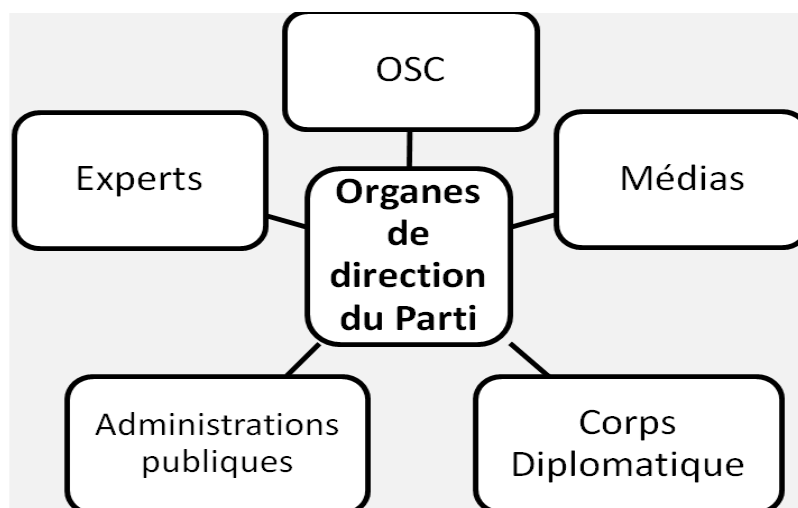 OSC
Experts
Médias
Organes
de
direction
du Parti
Administrations
publiques
Corps
Diplomatique